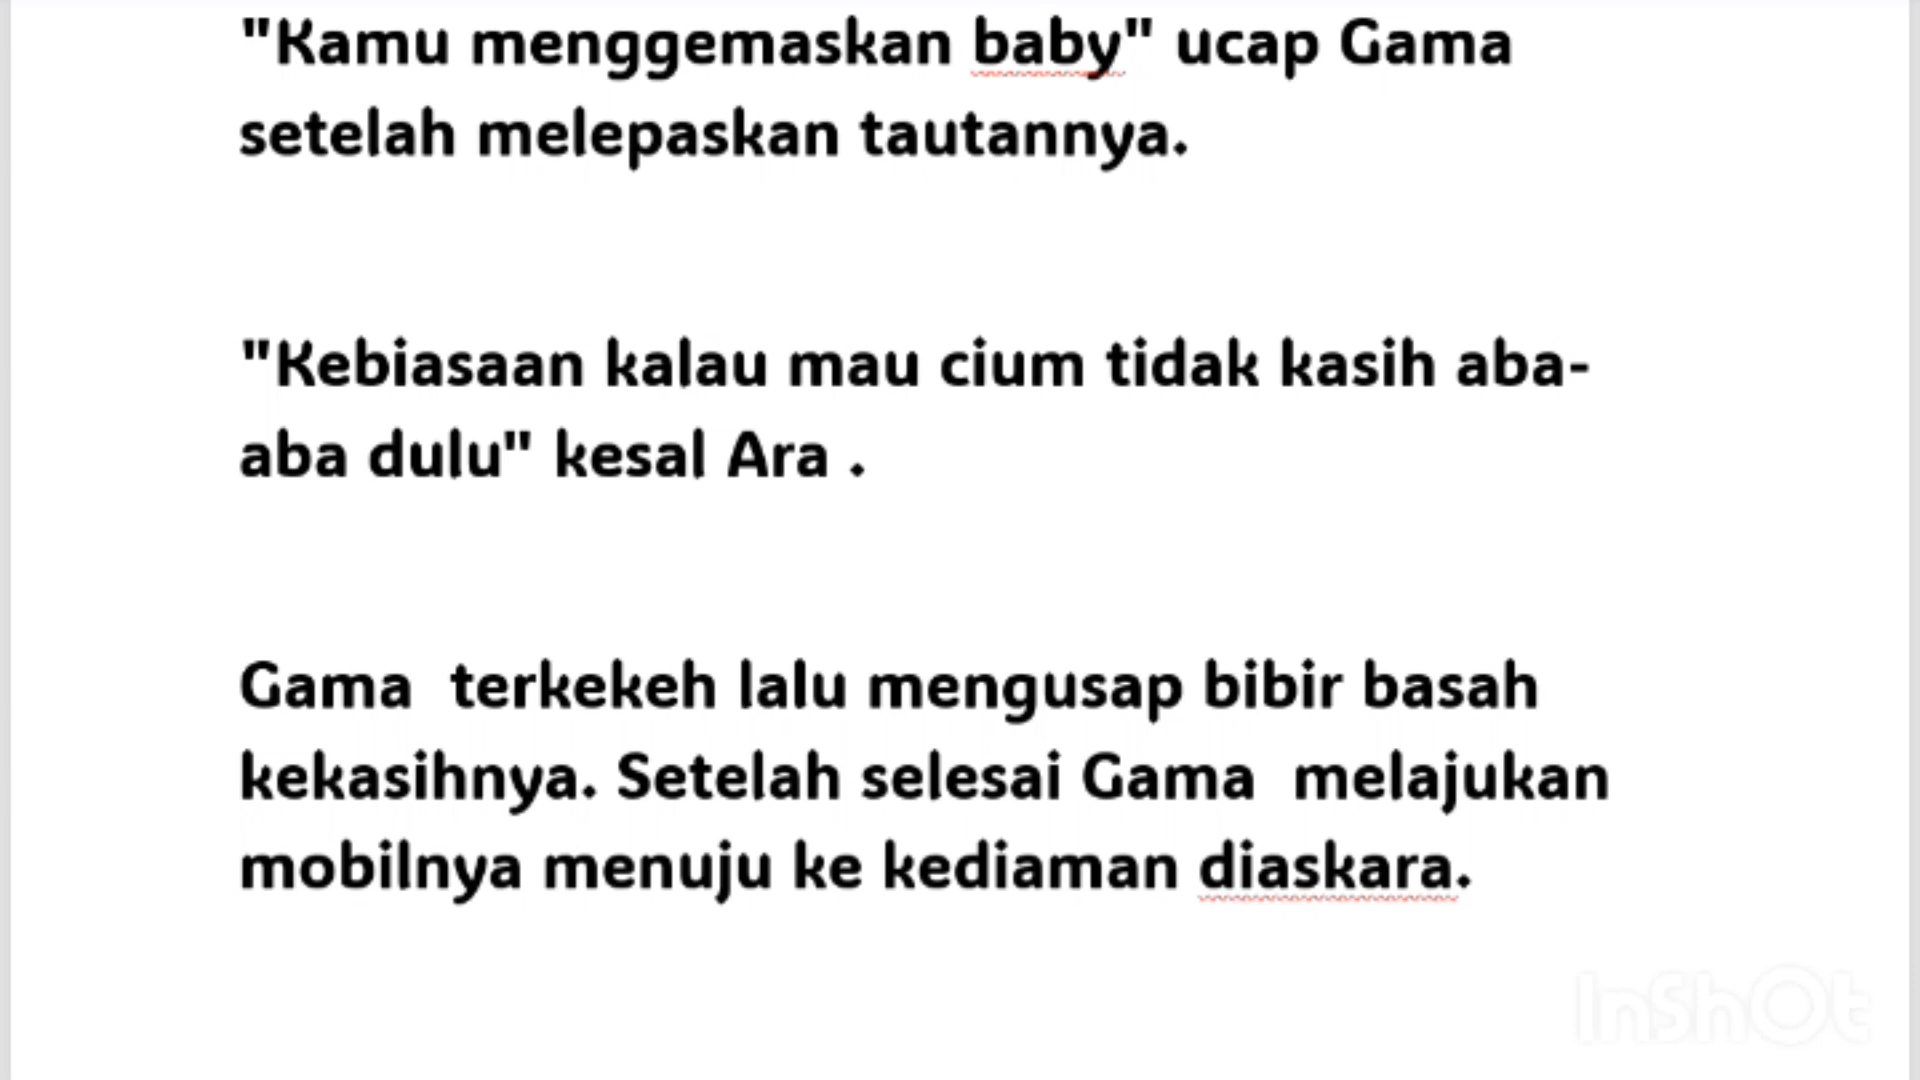 "Kamu menggemaskan baby" ucap Gama
setelah melepaskan tautannya.
"Kebiasaan kalau mau cium tidak kasih aba-
aba dulu" kesal Ara .
Gama  terkekeh lalu mengusap bibir basah
kekasihnya. Setelah selesai Gama  melajukan
mobilnya menuju ke kediaman diaskara.
InShOt